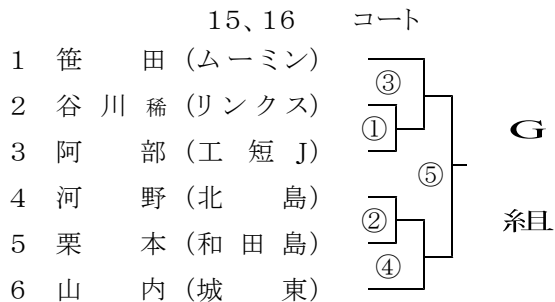 15、16 コート
1 笹 田 (ムーミン)
③
2 谷 川 稀 (リンクス)
①
G
3 阿 部 (工 短 J)
⑤
4 河 野 (北 島)
②
組
5 栗 本 (和 田 島)
④
6 山 内 (城 東)